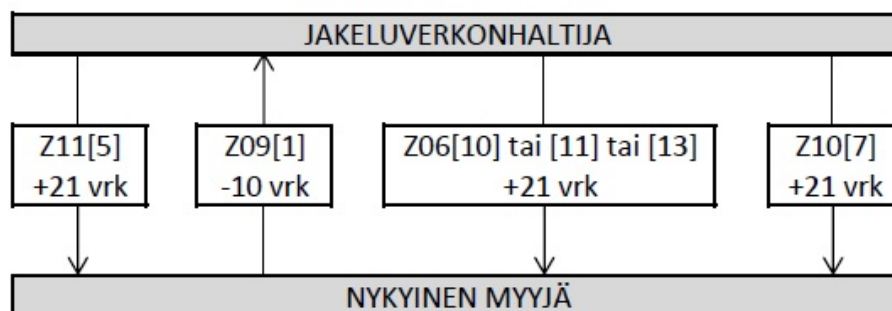 JAKELUVERKONHALTIJA
Z11[5]
+21 vrk
Z09[1]
-10 vrk
Z06[10] tai [11] tai [13]
+21 vrk
Z10[7]
+21 vrk
NYKYINEN MYYJÄ